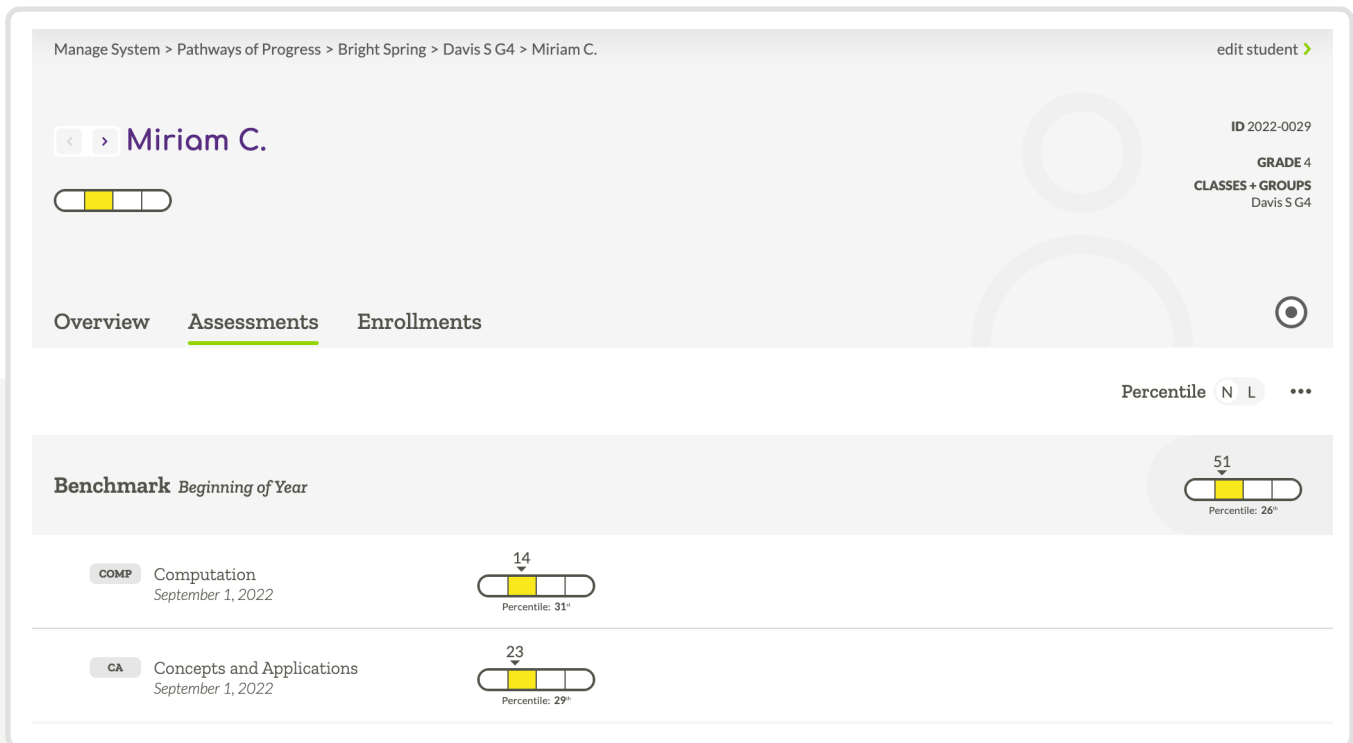 Manage System > Pathways of Progress > Bright Spring > Davis S G4 > Miriam C.
edit student >
< > Miriam C.
ID 2022-0029
GRADE 4
CLASSES + GROUPS
Davis S G4
Overview Assessments Enrollments
Percentile N L •••
Benchmark Beginning of Year
51
Percentile: 26th
COMP Computation
September 1, 2022
14
Percentile: 31st
CA Concepts and Applications
September 1, 2022
23
Percentile: 29th